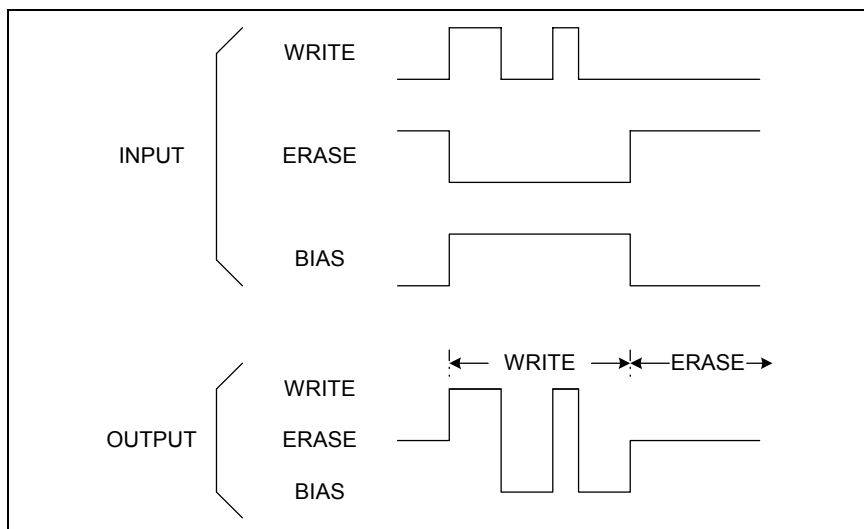 WRITE
INPUT
ERASE
BIAS
WRITE
ERASE
WRITE
OUTPUT
ERASE
BIAS